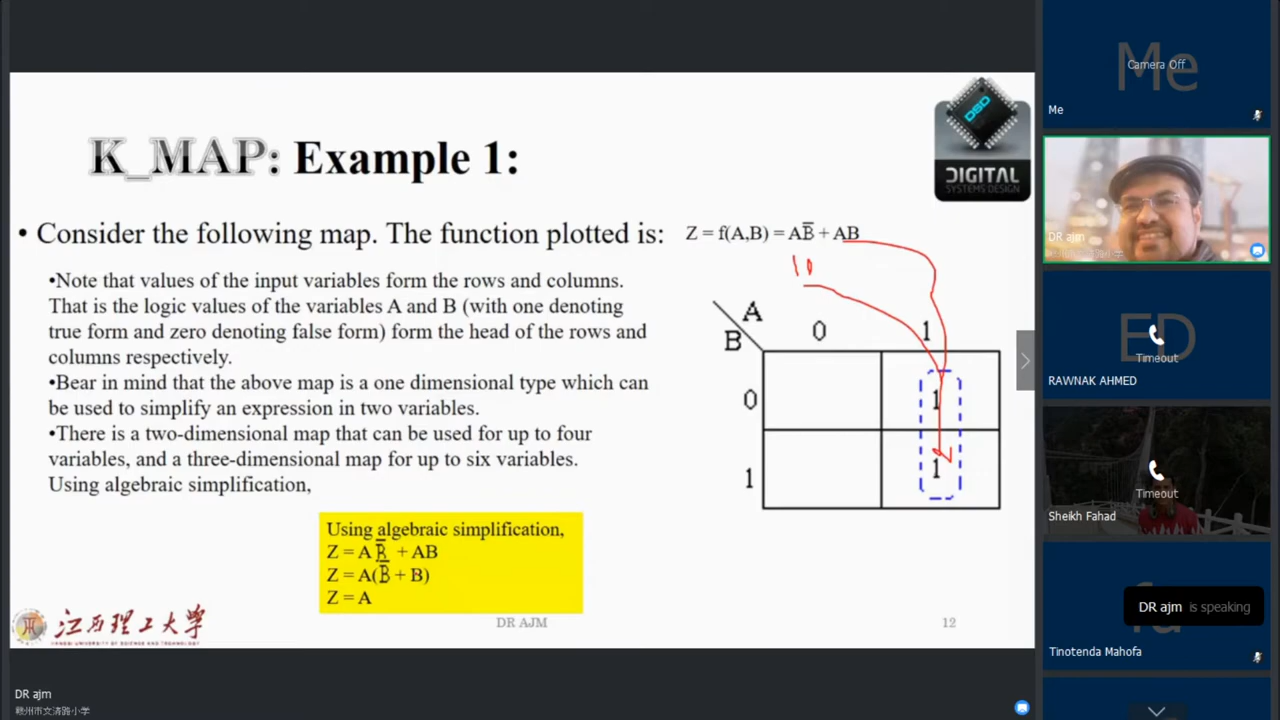 K_MAP: Example 1:
DSD
DIGITAL
SYSTEMS DESIGN
• Consider the following map. The function plotted is: Z = f(A,B) = AB̅ + AB
10
•Note that values of the input variables form the rows and columns.
That is the logic values of the variables A and B (with one denoting
true form and zero denoting false form) form the head of the rows and
columns respectively.
•Bear in mind that the above map is a one dimensional type which can
be used to simplify an expression in two variables.
•There is a two-dimensional map that can be used for up to four
variables, and a three-dimensional map for up to six variables.
Using algebraic simplification,
A
B
0 1
0 1
1 1
Using algebraic simplification,
Z = A B̅ + AB
Z = A(B̅ + B)
Z = A
江西理工大学
JIANGXI UNIVERSITY OF SCIENCE AND TECHNOLOGY
DR AJM
12
DR ajm
赣州市文清路小学
Me
Camera Off
Me
DR ajm
ED
Timeout
RAWNAK AHMED
Timeout
Sheikh Fahad
DR ajm is speaking
Tinotenda Mahofa